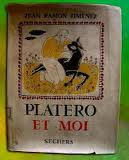 JUAN RAMON JIMENEZ
PLATERO
ET MOI
SEGHERS